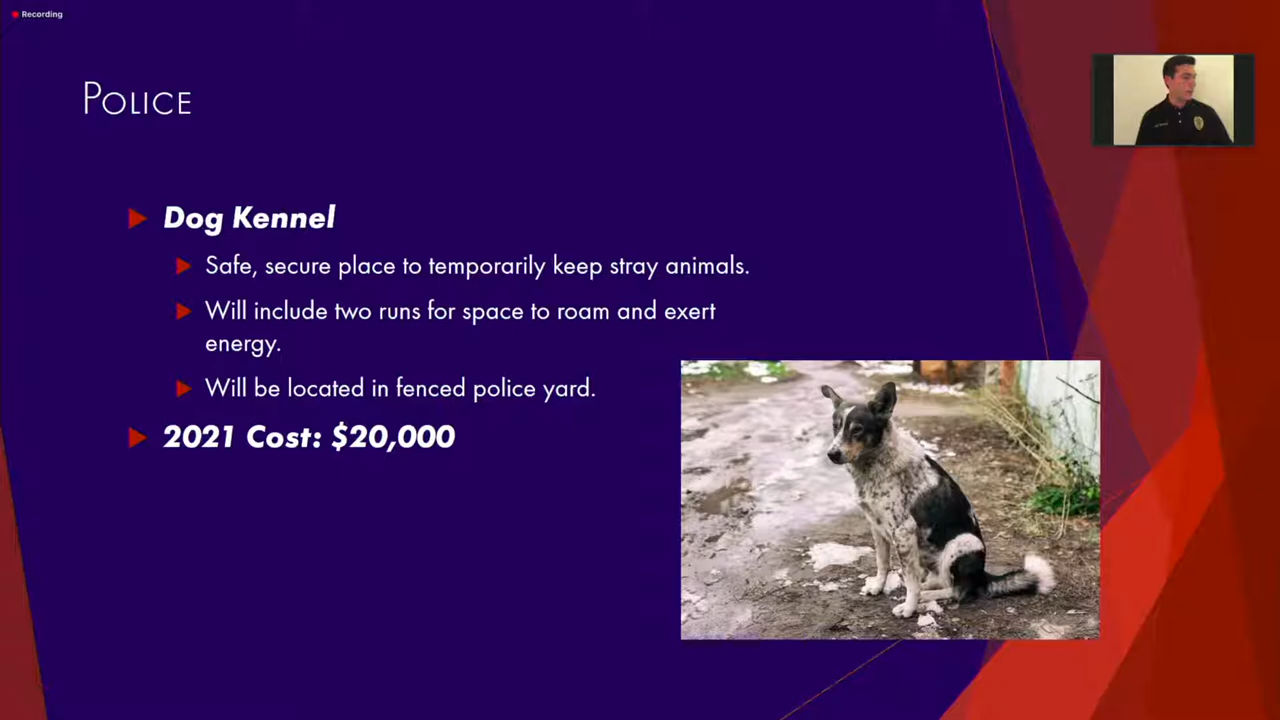 Recording
Police
Dog Kennel
Safe, secure place to temporarily keep stray animals.
Will include two runs for space to roam and exert
energy.
Will be located in fenced police yard.
2021 Cost: $20,000